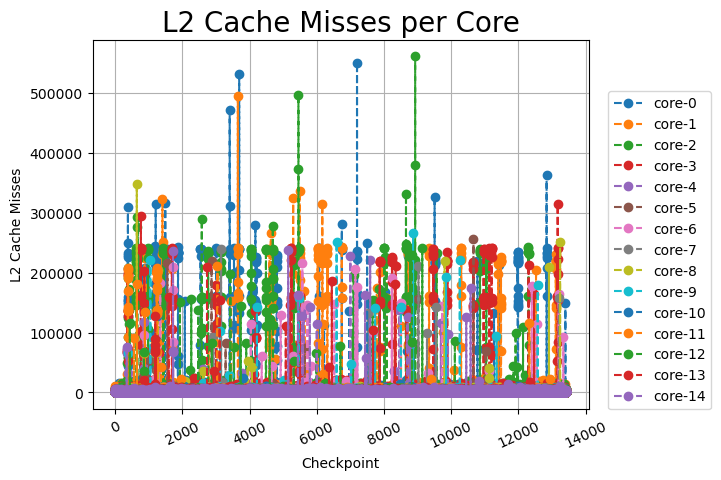 L2 Cache Misses per Core
L2 Cache Misses
500000
400000
300000
200000
100000
0
0
2000
4000
6000
8000
10000
12000
14000
Checkpoint
core-0
core-1
core-2
core-3
core-4
core-5
core-6
core-7
core-8
core-9
core-10
core-11
core-12
core-13
core-14